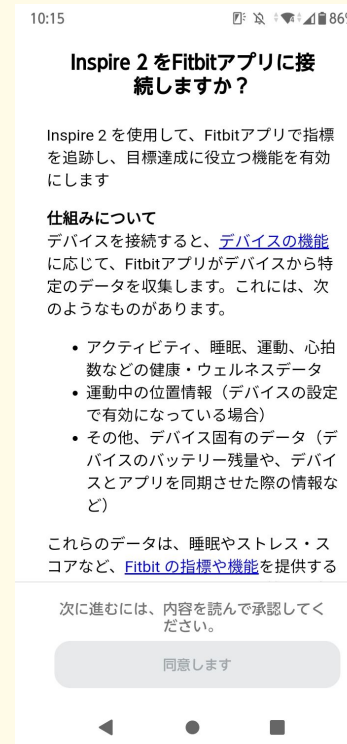 10:15
86%
Inspire 2 をFitbitアプリに接
続しますか？
Inspire 2 を使用して、Fitbitアプリで指標
を追跡し、目標達成に役立つ機能を有効
にします
仕組みについて
デバイスを接続すると、デバイスの機能
に応じて、Fitbitアプリがデバイスから特
定のデータを収集します。これには、次
のようなものがあります。
• アクティビティ、睡眠、運動、心拍
数などの健康・ウェルネスデータ
• 運動中の位置情報（デバイスの設定
で有効になっている場合）
• その他、デバイス固有のデータ（デ
バイスのバッテリー残量や、デバイ
スとアプリを同期させた際の情報な
ど）
これらのデータは、睡眠やストレス・ス
コアなど、Fitbit の指標や機能を提供する
次に進むには、内容を読んで承認してく
ださい。
同意します